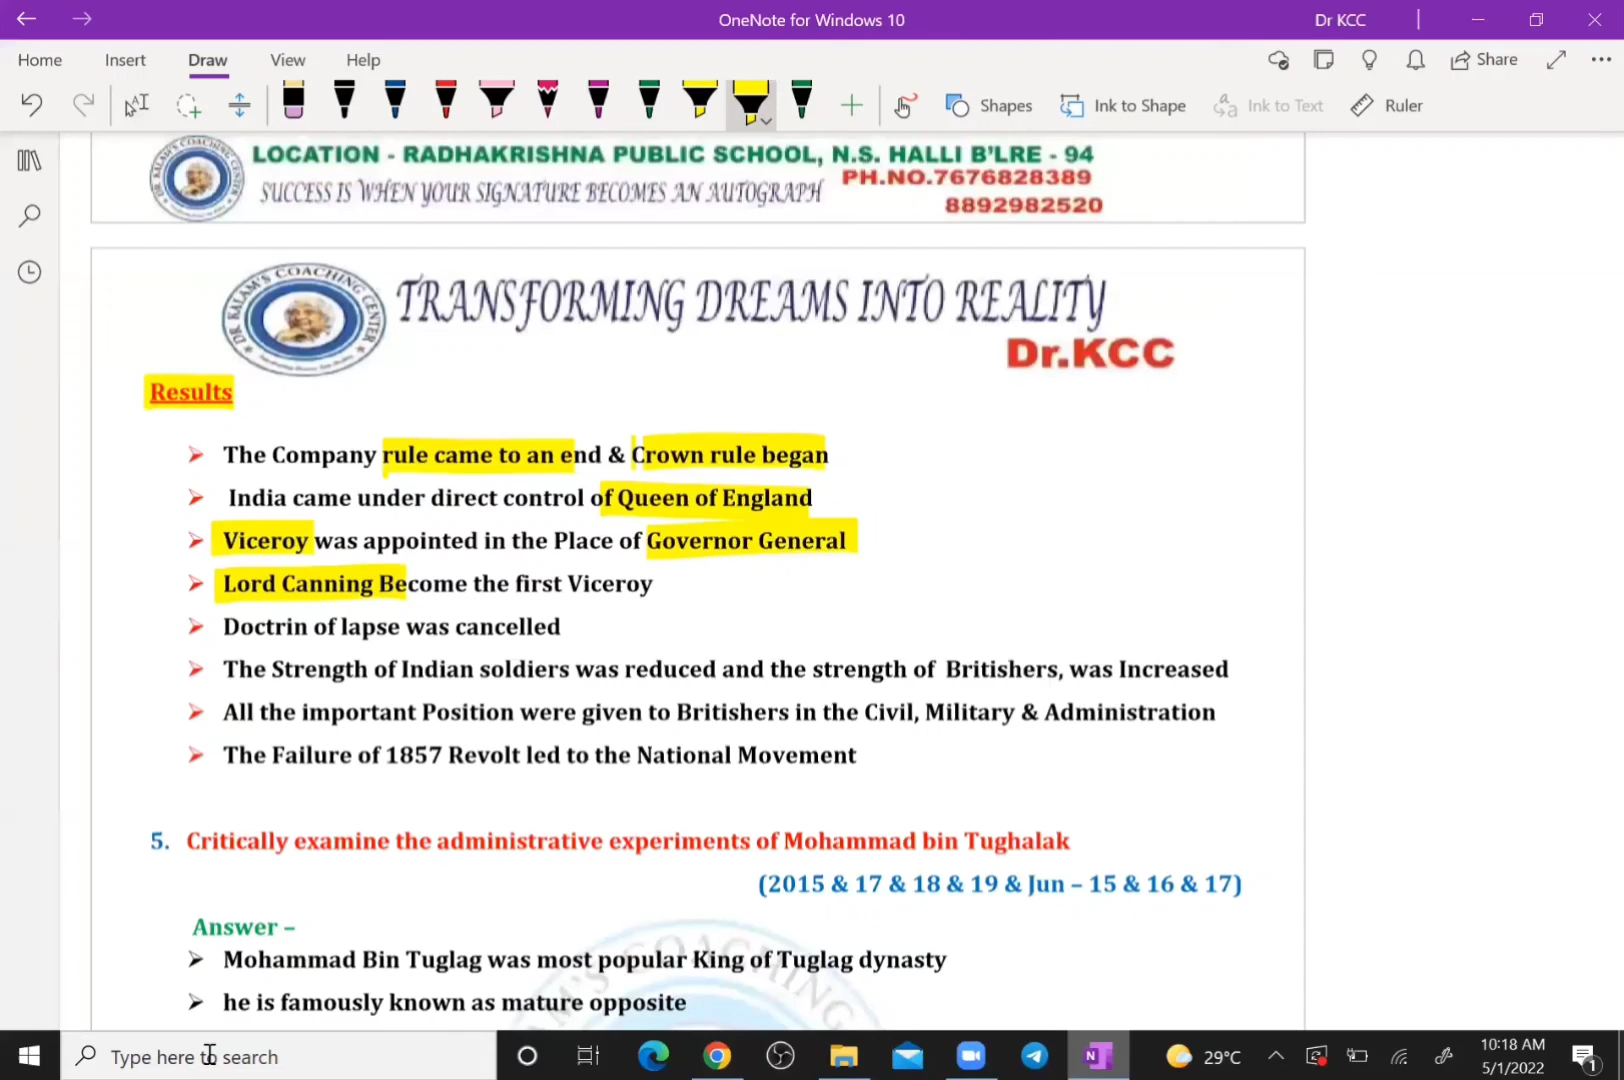 OneNote for Windows 10
Dr KCC
Home Insert Draw View Help
Share
Shapes Ink to Shape Ink to Text Ruler
LOCATION - RADHAKRISHNA PUBLIC SCHOOL, N.S. HALLI B'LRE - 94
SUCCESS IS WHEN YOUR SIGNATURE BECOMES AN AUTOGRAPH
PH.NO.7676828389
8892982520
DR KALAM'S COACHING CENTER
TRANSFORMING DREAMS INTO REALITY
Dr.KCC
Results
The Company rule came to an end & Crown rule began
India came under direct control of Queen of England
Viceroy was appointed in the Place of Governor General
Lord Canning Become the first Viceroy
Doctrin of lapse was cancelled
The Strength of Indian soldiers was reduced and the strength of Britishers, was Increased
All the important Position were given to Britishers in the Civil, Military & Administration
The Failure of 1857 Revolt led to the National Movement
5. Critically examine the administrative experiments of Mohammad bin Tughalak
(2015 & 17 & 18 & 19 & Jun – 15 & 16 & 17)
Answer –
Mohammad Bin Tuglag was most popular King of Tuglag dynasty
he is famously known as mature opposite
Type here to search
29°C
10:18 AM
5/1/2022
1